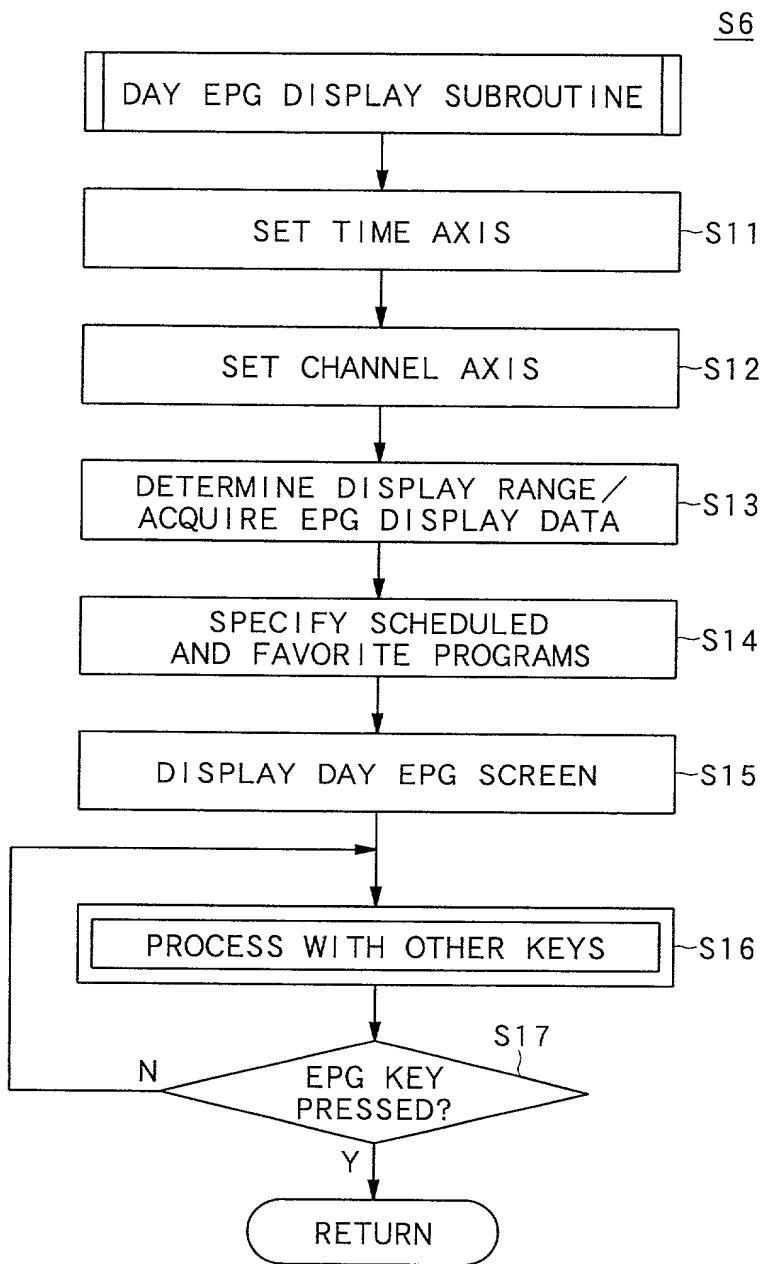 S6
DAY EPG DISPLAY SUBROUTINE
SET TIME AXIS
S11
SET CHANNEL AXIS
S12
DETERMINE DISPLAY RANGE/
ACQUIRE EPG DISPLAY DATA
S13
SPECIFY SCHEDULED
AND FAVORITE PROGRAMS
S14
DISPLAY DAY EPG SCREEN
S15
PROCESS WITH OTHER KEYS
S16
S17
N
EPG KEY
PRESSED?
Y
RETURN